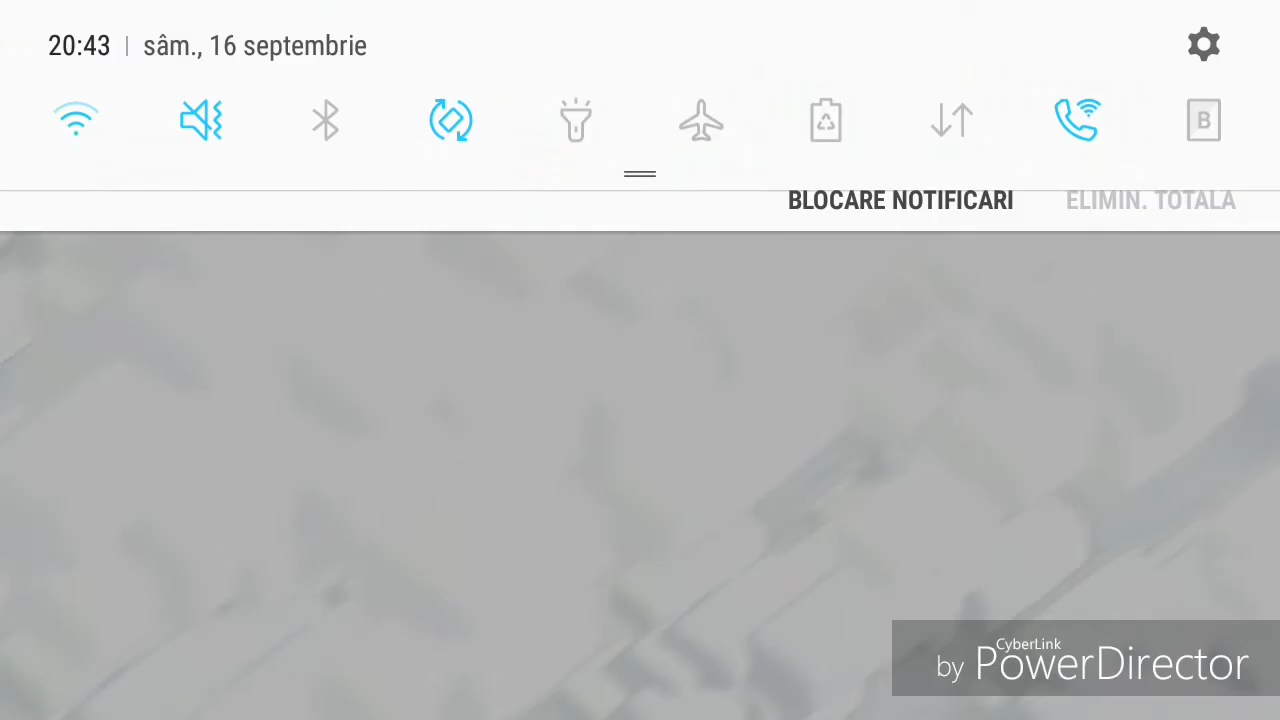 20:43 | sâm., 16 septembrie
B
BLOCARE NOTIFICARI ELIMIN. TOTALA
CyberLink
by PowerDirector